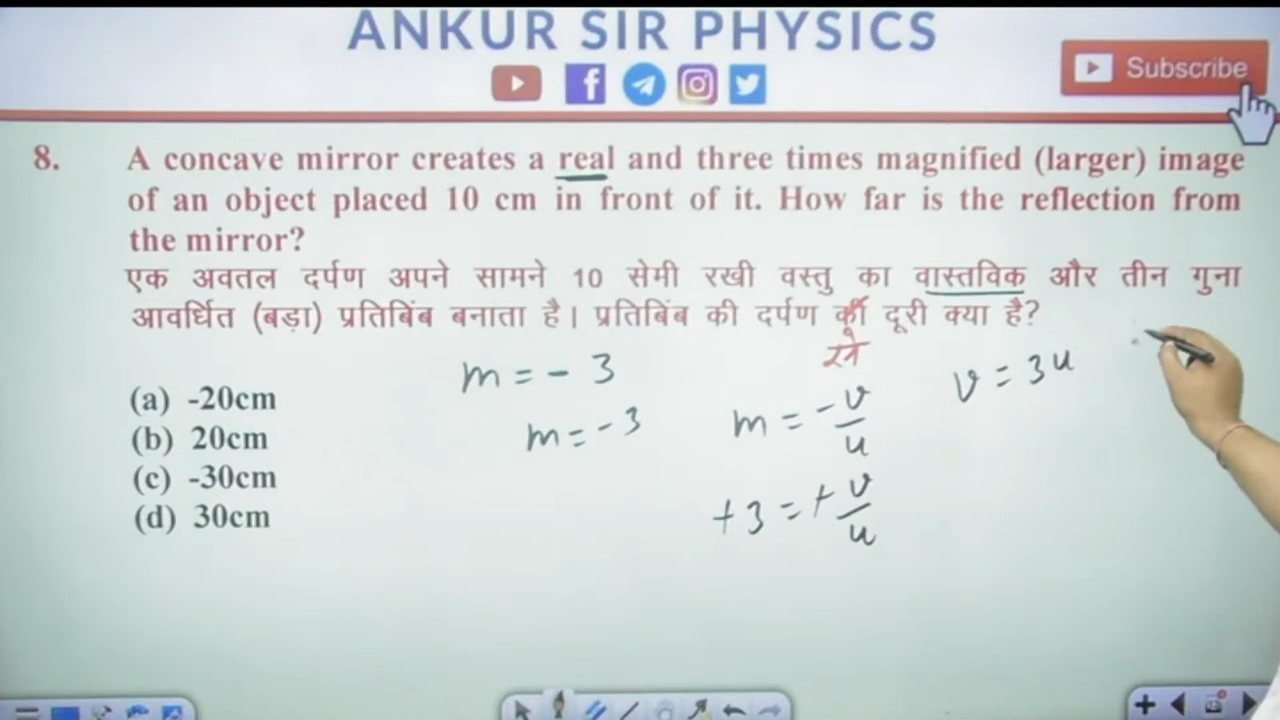 ANKUR SIR PHYSICS
Subscribe
8. A concave mirror creates a real and three times magnified (larger) image
of an object placed 10 cm in front of it. How far is the reflection from
the mirror?
एक अवतल दर्पण अपने सामने 10 सेमी रखी वस्तु का वास्तविक और तीन गुना
आवर्धित (बड़ा) प्रतिबिंब बनाता है। प्रतिबिंब की दर्पण की दूरी क्या है?
से
(a) -20cm
(b) 20cm
(c) -30cm
(d) 30cm
m = - 3
m = - 3
m = - v/u
+3 = + v/u
v = 3u